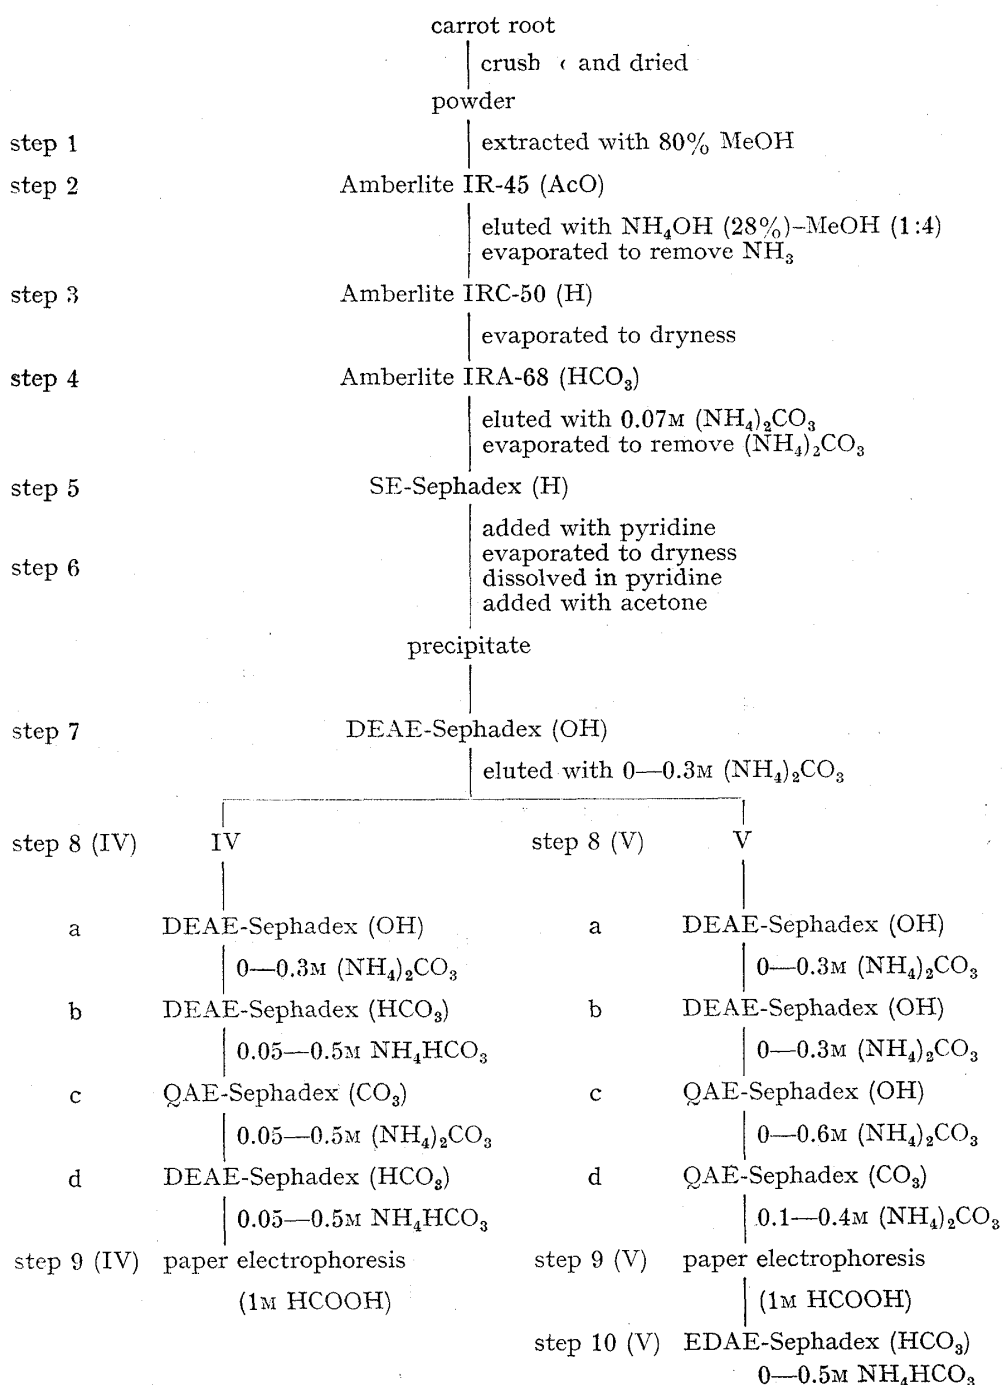 carrot root
crush and dried
powder
step 1 extracted with 80% MeOH
step 2 Amberlite IR-45 (AcO)
eluted with NH₄OH (28%)–MeOH (1:4)
evaporated to remove NH₃
step 3 Amberlite IRC-50 (H)
evaporated to dryness
step 4 Amberlite IRA-68 (HCO₃)
eluted with 0.07M (NH₄)₂CO₃
evaporated to remove (NH₄)₂CO₃
step 5 SE-Sephadex (H)
added with pyridine
evaporated to dryness
step 6 dissolved in pyridine
added with acetone
precipitate
step 7 DEAE-Sephadex (OH)
eluted with 0—0.3M (NH₄)₂CO₃
step 8 (IV) IV step 8 (V) V
a DEAE-Sephadex (OH) a DEAE-Sephadex (OH)
0—0.3M (NH₄)₂CO₃ 0—0.3M (NH₄)₂CO₃
b DEAE-Sephadex (HCO₃) b DEAE-Sephadex (OH)
0.05—0.5M NH₄HCO₃ 0—0.3M (NH₄)₂CO₃
c QAE-Sephadex (CO₃) c QAE-Sephadex (OH)
0.05—0.5M (NH₄)₂CO₃ 0—0.6M (NH₄)₂CO₃
d DEAE-Sephadex (HCO₃) d QAE-Sephadex (CO₃)
0.05—0.5M NH₄HCO₃ 0.1—0.4M (NH₄)₂CO₃
step 9 (IV) paper electrophoresis step 9 (V) paper electrophoresis
(1M HCOOH) (1M HCOOH)
step 10 (V) EDAE-Sephadex (HCO₃)
0—0.5M NH₄HCO₃